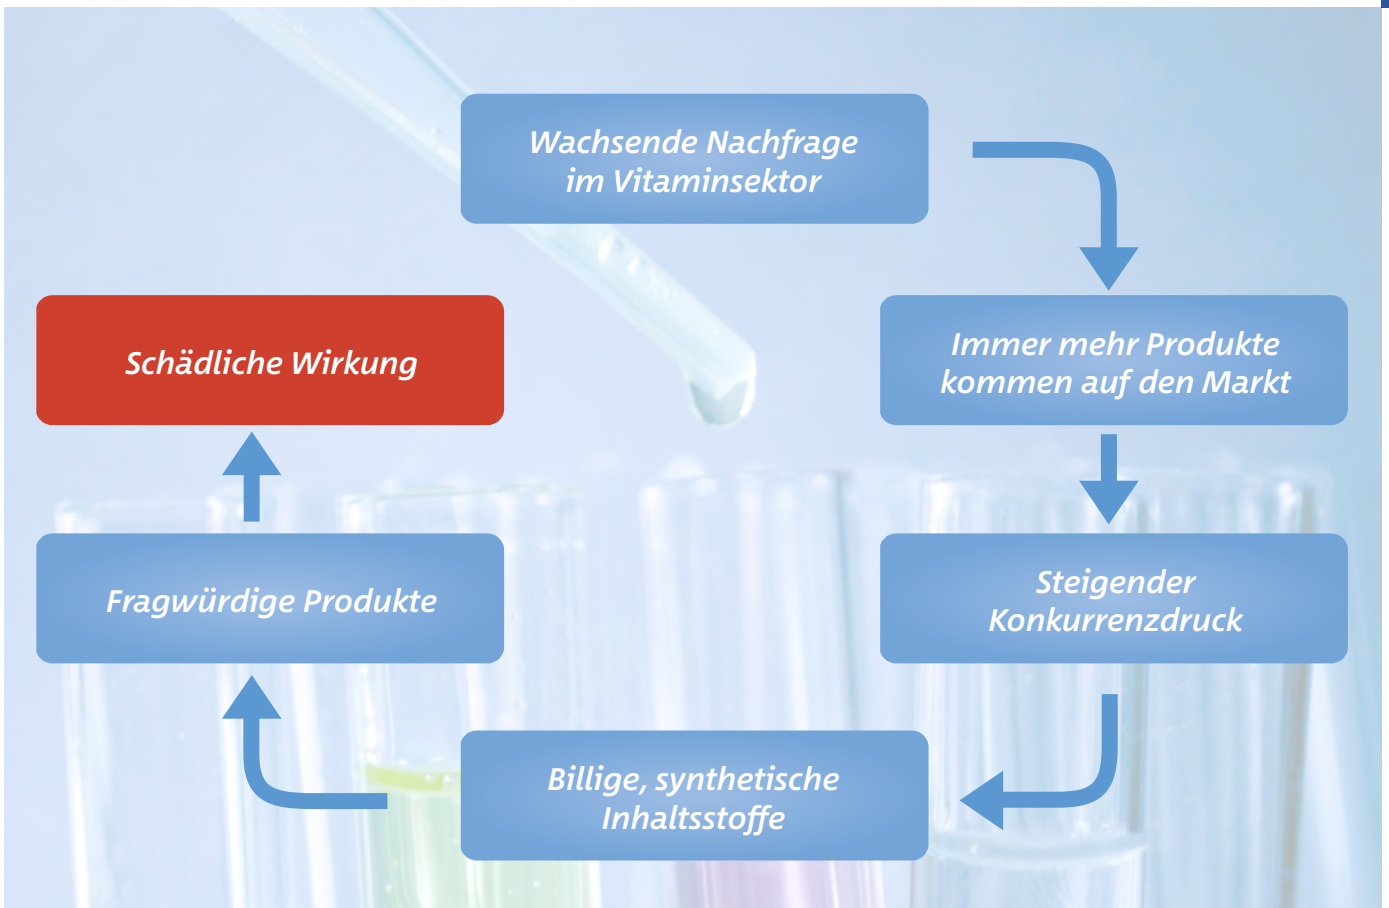 Wachsende Nachfrage
im Vitaminsektor
Immer mehr Produkte
kommen auf den Markt
Steigender
Konkurrenzdruck
Billige, synthetische
Inhaltsstoffe
Fragwürdige Produkte
Schädliche Wirkung